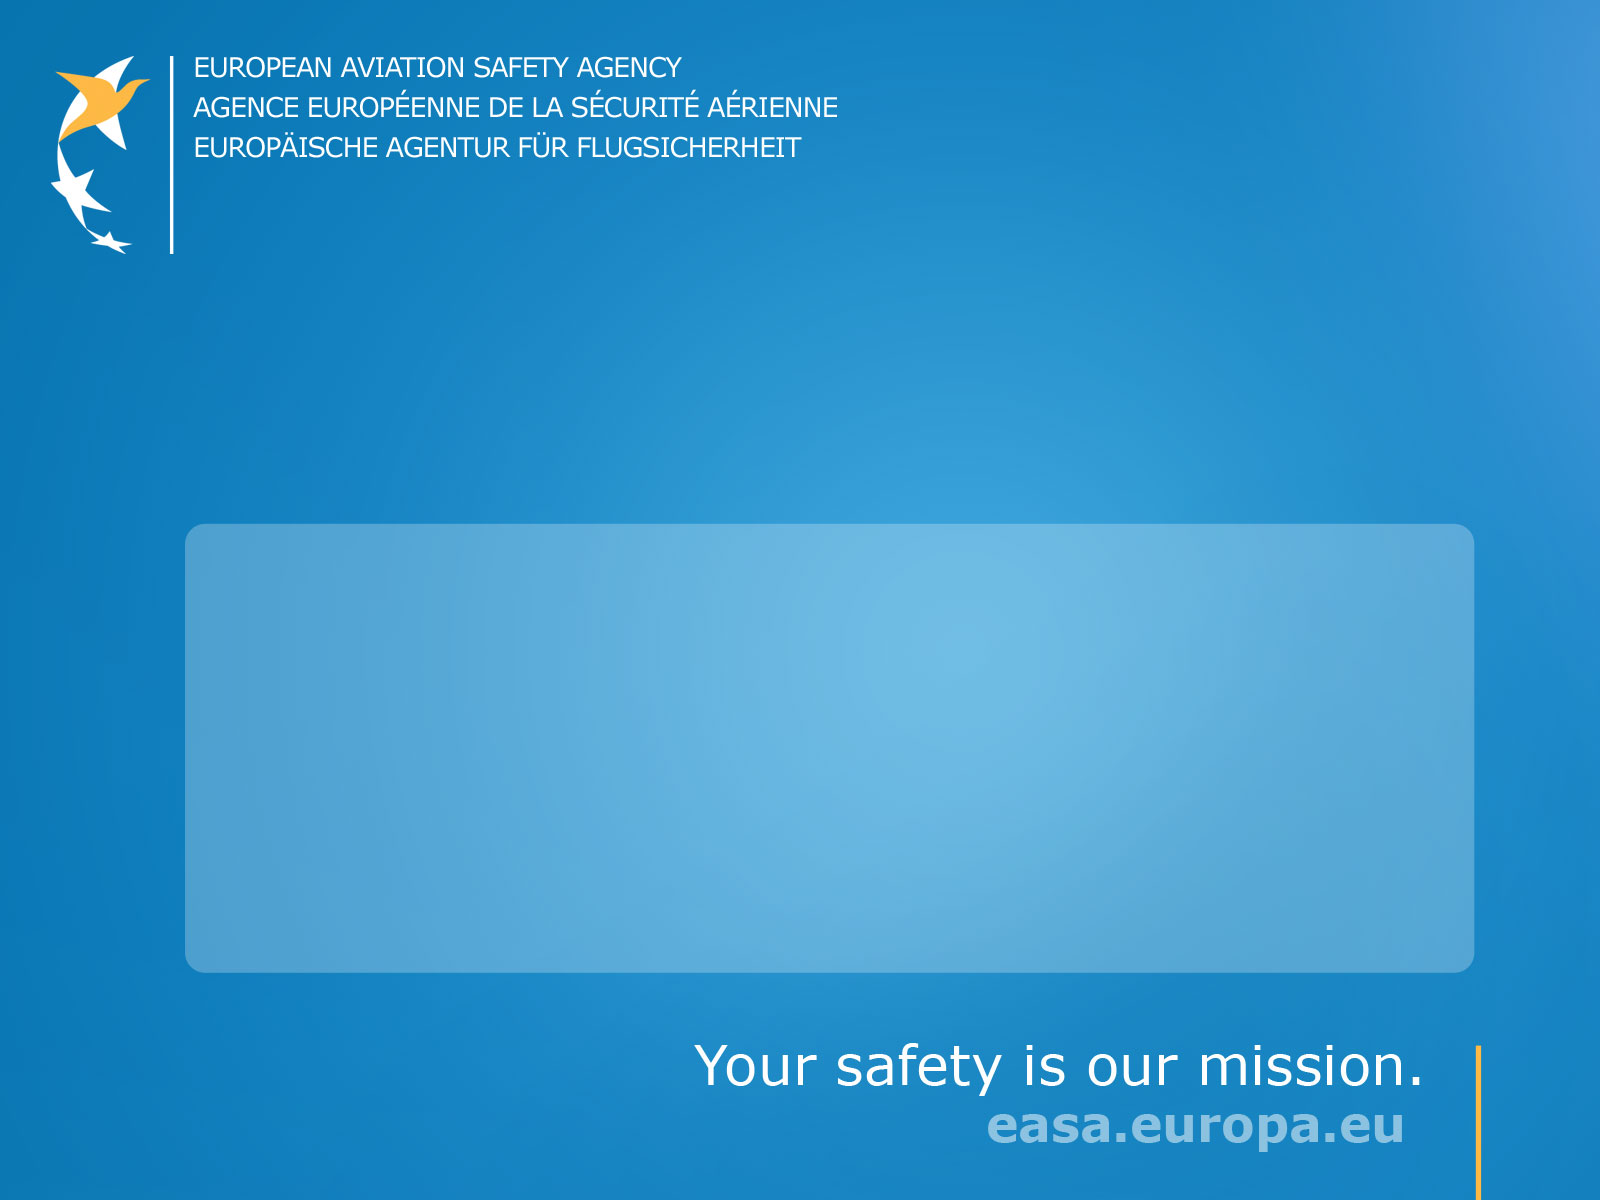 EUROPEAN AVIATION SAFETY AGENCY
AGENCE EUROPÉENNE DE LA SÉCURITÉ AÉRIENNE
EUROPÄISCHE AGENTUR FÜR FLUGSICHERHEIT
Your safety is our mission.
easa.europa.eu